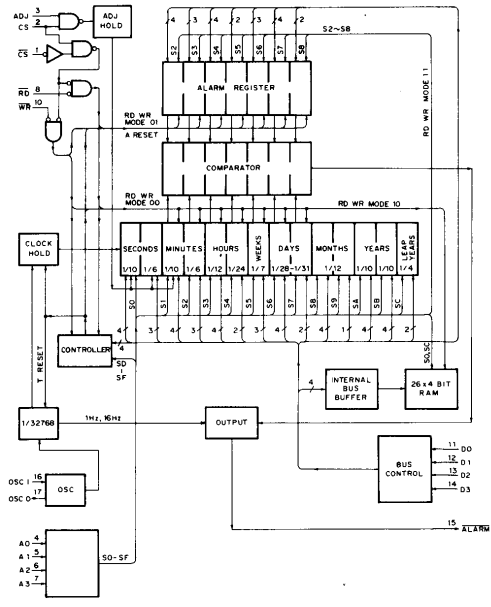 ADJ 3
CS 2
CS 1
RD 8
WR 10
ADJ HOLD
4 2 4 3 4 2 4 2
S2 S3 S4 S5 S6 S7 S8
S2~S8
RD WR MODE 11
ALARM REGISTER
RD WR MODE 01
A RESET
COMPARATOR
RD WR MODE 00
RD WR MODE 10
CLOCK HOLD
SECONDS MINUTES HOURS WEEKS DAYS MONTHS YEARS LEAP YEARS
1/10 1/6 1/10 1/6 1/12 1/24 1/7 1/28~1/31 1/12 1/10 1/10 1/4
S0 S1 S2 S3 S4 S5 S6 S7 S8 S9 SA SB SC
4 3 4 3 4 2 3 4 2 4 1 4 4 2
T RESET
CONTROLLER
4
SD
~
SF
S0,SC
4
INTERNAL BUS BUFFER
26x4 BIT RAM
1/32768
1Hz, 16Hz
OUTPUT
BUS CONTROL
11 D0
12 D1
13 D2
14 D3
OSC I 16
OSC O 17
OSC
15 ALARM
A0 4
A1 5
A2 6
A3 7
S0-SF